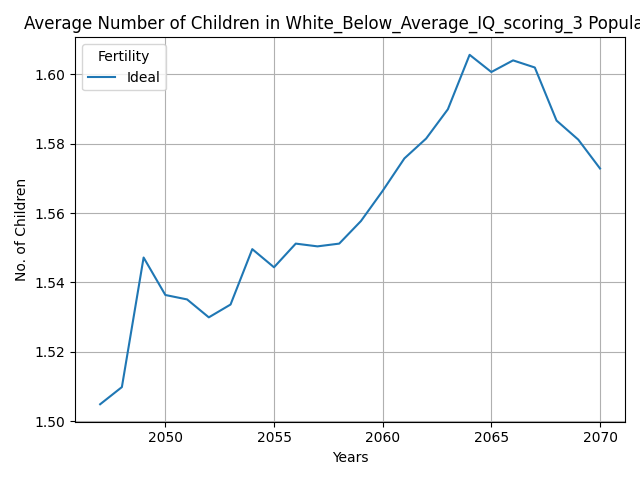 Average Number of Children in White_Below_Average_IQ_scoring_3 Popula
Fertility
Ideal
No. of Children
1.60
1.58
1.56
1.54
1.52
1.50
2050 2055 2060 2065 2070
Years